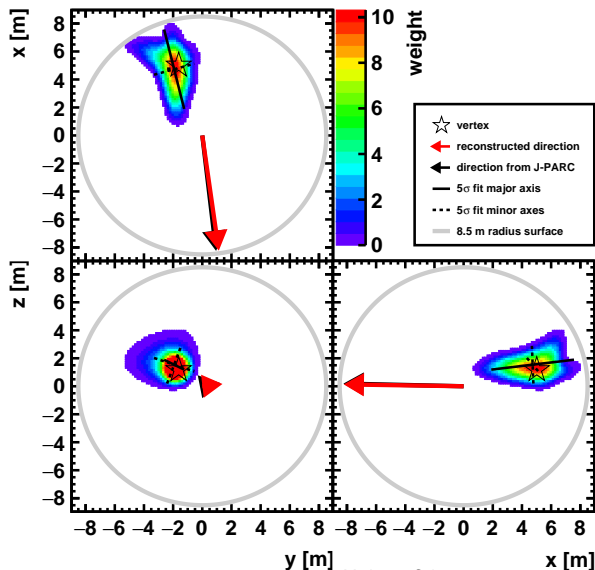 x [m]
8
6
4
2
0
−2
−4
−6
−8
10
8
6
4
2
0
weight
vertex
reconstructed direction
direction from J-PARC
5σ fit major axis
5σ fit minor axes
8.5 m radius surface
z [m]
8
6
4
2
0
−2
−4
−6
−8
−8 −6 −4 −2 0 2 4 6 8
−8 −6 −4 −2 0 2 4 6 8
y [m]
x [m]